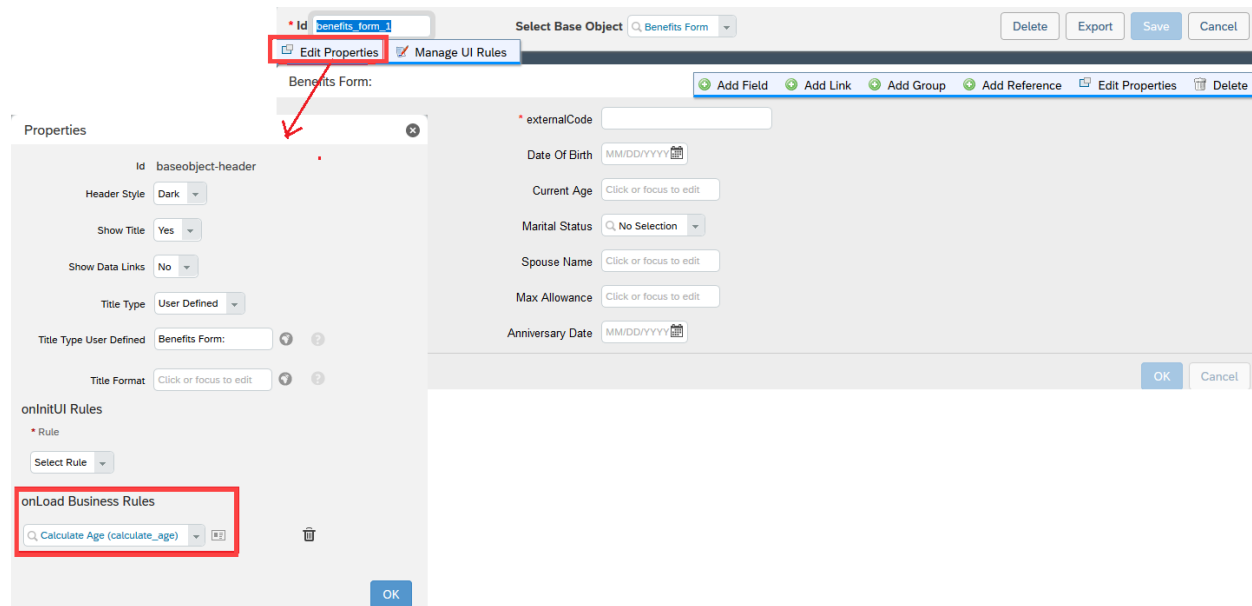 * Id benefits_form_1 Select Base Object Benefits Form Delete Export Save Cancel
Edit Properties Manage UI Rules
Benefits Form:
Add Field Add Link Add Group Add Reference Edit Properties Delete
* externalCode
Date Of Birth MM/DD/YYYY
Current Age Click or focus to edit
Marital Status No Selection
Spouse Name Click or focus to edit
Max Allowance Click or focus to edit
Anniversary Date MM/DD/YYYY
OK Cancel
Properties
Id baseobject-header
Header Style Dark
Show Title Yes
Show Data Links No
Title Type User Defined
Title Type User Defined Benefits Form:
Title Format Click or focus to edit
onInitUI Rules
* Rule
Select Rule
onLoad Business Rules
Calculate Age (calculate_age)
OK